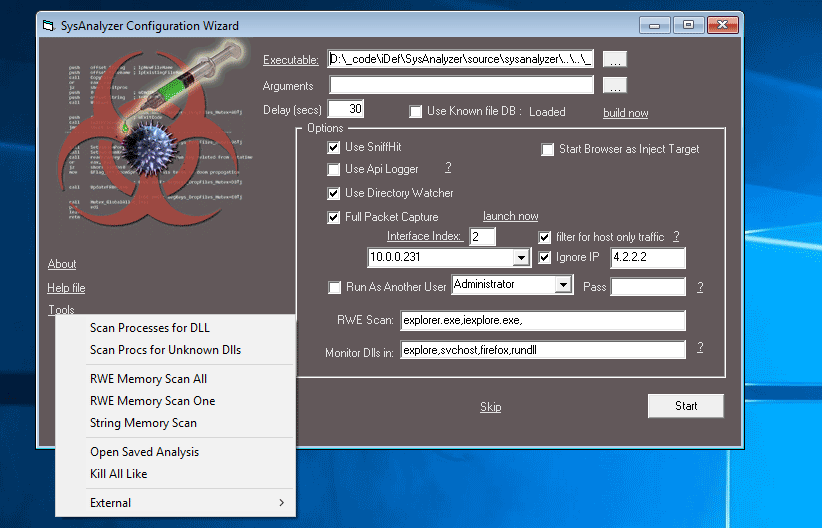 SysAnalyzer Configuration Wizard
Executable: D:\_code\iDef\SysAnalyzer\source\sysanalyzer\..\..\_ ...
Arguments ...
Delay (secs) 30 Use Known file DB : Loaded build now
Options
Use SniffHit Start Browser as Inject Target
Use Api Logger ?
Use Directory Watcher
Full Packet Capture launch now
Interface Index: 2 filter for host only traffic ?
10.0.0.231 Ignore IP 4.2.2.2
Run As Another User Administrator Pass ?
RWE Scan: explorer.exe,iexplore.exe,
Monitor Dlls in: explore,svchost,firefox,rundll ?
Skip Start
About
Help file
Tools
Scan Processes for DLL
Scan Procs for Unknown Dlls
RWE Memory Scan All
RWE Memory Scan One
String Memory Scan
Open Saved Analysis
Kill All Like
External